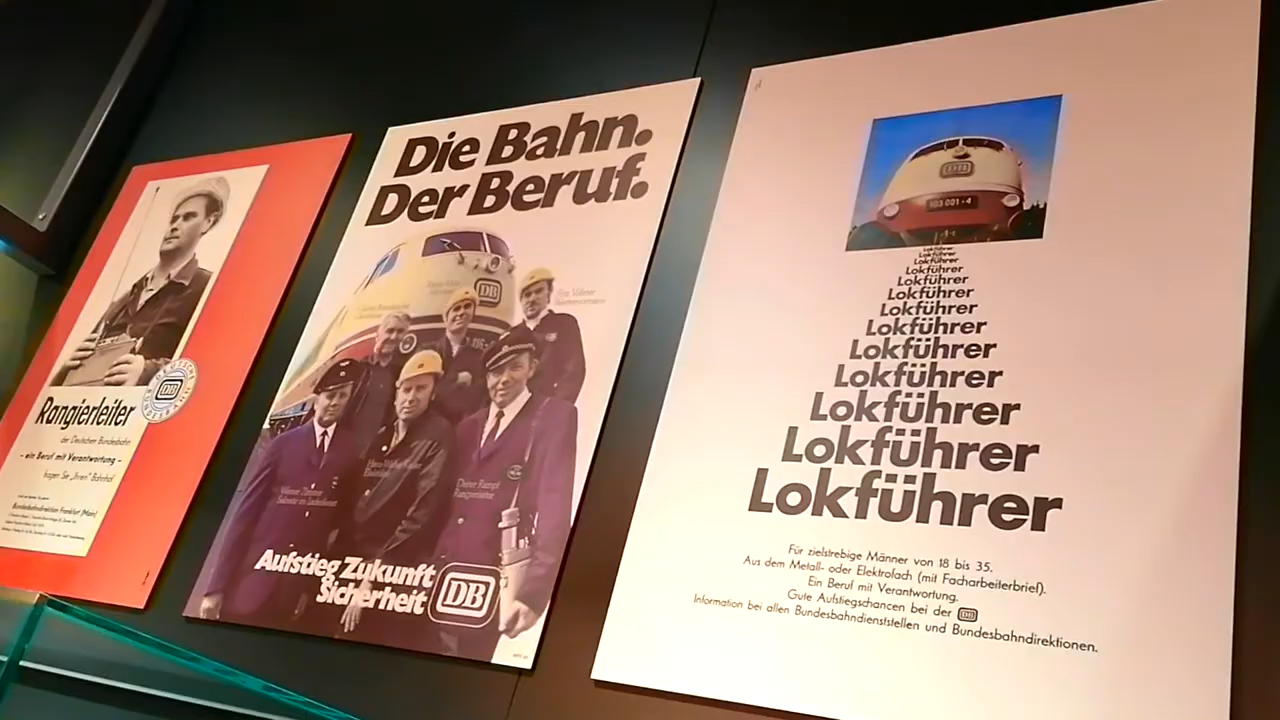 Rangierleiter
der Deutschen Bundesbahn
- ein Beruf mit Verantwortung -
fragen Sie „Ihren" Bahnhof
Bundesbahndirektion Frankfurt (Main)
DB
Die Bahn.
Der Beruf.
DB
Aufstieg Zukunft
Sicherheit
DB
DB
103 001-4
Lokführer
Lokführer
Lokführer
Lokführer
Lokführer
Lokführer
Lokführer
Lokführer
Lokführer
Lokführer
Lokführer
Lokführer
Lokführer
Für zielstrebige Männer von 18 bis 35.
Aus dem Metall- oder Elektrofach (mit Facharbeiterbrief).
Ein Beruf mit Verantwortung.
Gute Aufstiegschancen bei der DB
Information bei allen Bundesbahndienststellen und Bundesbahndirektionen.